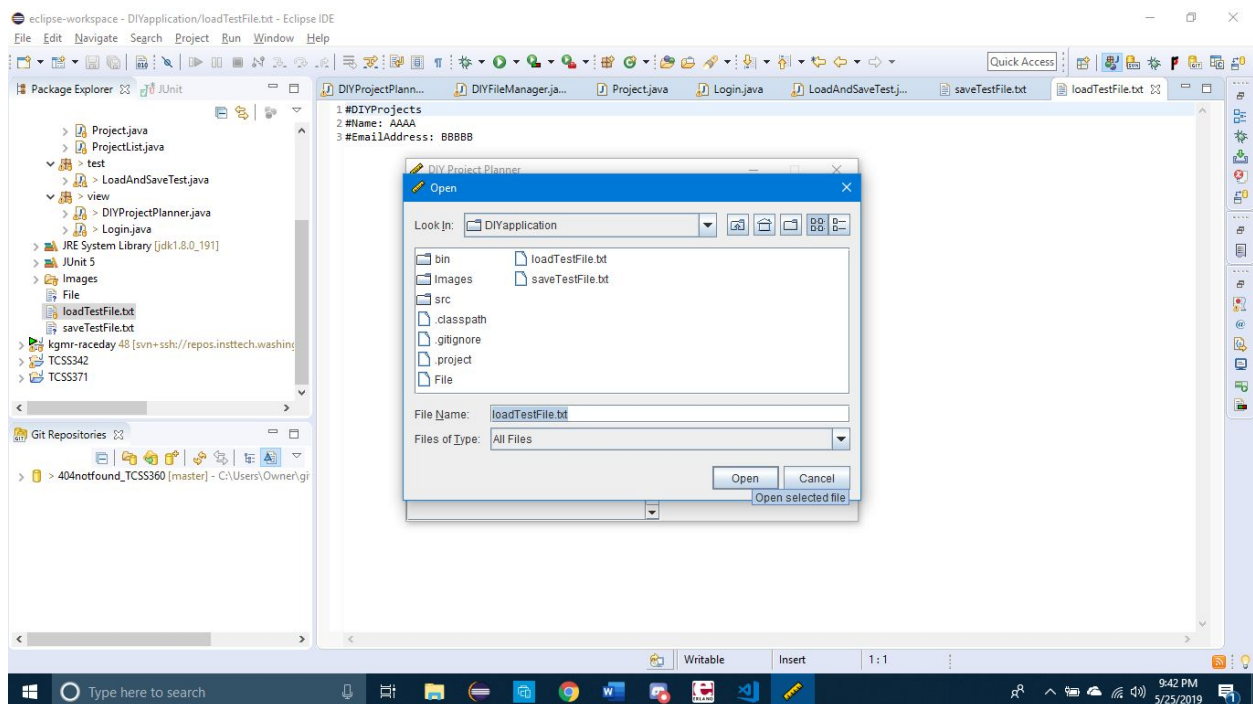 eclipse-workspace - DIYapplication/loadTestFile.txt - Eclipse IDE
File Edit Navigate Search Project Run Window Help
Quick Access
Package Explorer JUnit
DIYProjectPlann... DIYFileManager.ja... Project.java Login.java LoadAndSaveTest.j... saveTestFile.txt loadTestFile.txt
> Project.java
> ProjectList.java
> test
> LoadAndSaveTest.java
> view
> DIYProjectPlanner.java
> Login.java
JRE System Library [jdk1.8.0_191]
JUnit 5
Images
File
loadTestFile.txt
saveTestFile.txt
kgmr-raceday 48 [svn+ssh://repos.insttech.washing
TCSS342
TCSS371
1 #DIYProjects
2 #Name: AAAA
3 #EmailAddress: BBBBB
DIY Project Planner
Open
Look In: DIYapplication
bin
Images
src
.classpath
.gitignore
.project
File
loadTestFile.txt
saveTestFile.txt
File Name: loadTestFile.txt
Files of Type: All Files
Open Cancel
Open selected file
Git Repositories
> 404notfound_TCSS360 [master] - C:\Users\Owner\gi
Writable Insert 1 : 1
Type here to search
9:42 PM
5/25/2019